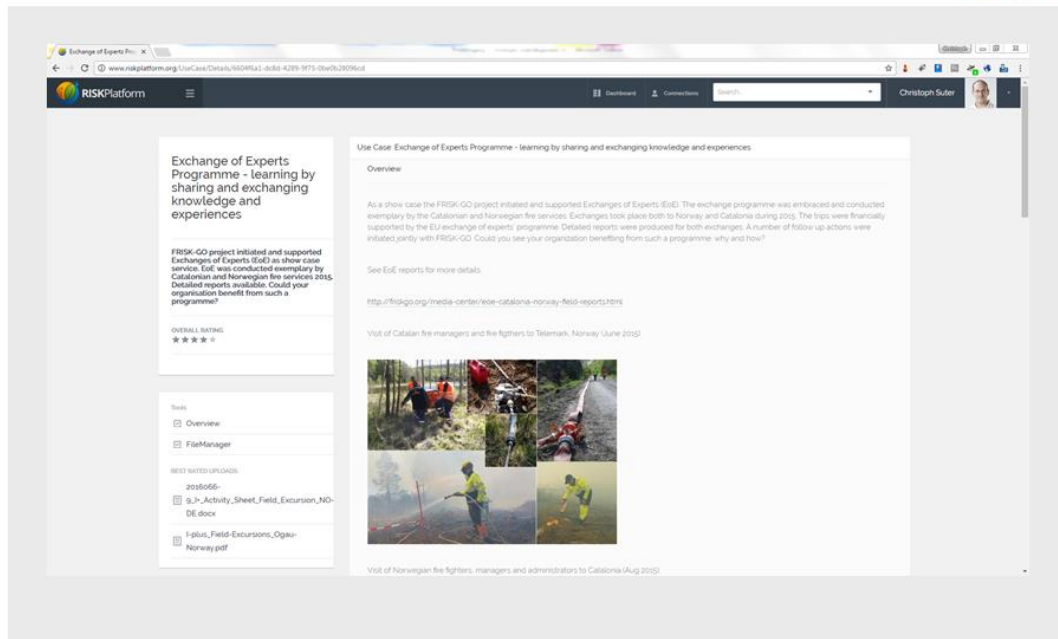 Exchange of Experts Pro
Christoph
www.riskplatform.org/UseCase/Details/6604f6a1-dc8d-4289-9f75-0be0b28096cd
RISKPlatform
Dashboard
Connections
Search...
Christoph Suter
Exchange of Experts
Programme - learning by
sharing and exchanging
knowledge and
experiences
FRISK-GO project initiated and supported
Exchanges of Experts (EoE) as show case
service. EoE was conducted exemplary by
Catalonian and Norwegian fire services 2015.
Detailed reports available. Could your
organisation benefit from such a
programme?
OVERALL RATING
Tools
Overview
FileManager
BEST RATED UPLOADS
2016066-
9_I+_Activity_Sheet_Field_Excursion_NO-
DE.docx
I-plus_Field-Excursions_Ogau-
Norway.pdf
Use Case: Exchange of Experts Programme - learning by sharing and exchanging knowledge and experiences
Overview
As a show case the FRISK-GO initiated and supported Exchanges of Experts (EoE). The exchange programme was embraced and conducted
exemplary by the Catalonian and Norwegian fire services. Exchanges took place both to Norway and Catalonia during 2015. The trips were financially
supported by the EU exchange of experts' programme. Detailed reports were produced for both exchanges. A number of follow up actions were
initiated jointly with FRISK-GO. Could you see your organization benefiting from such a programme: why and how?
See EoE reports for more details
http://friskgo.org/media-center/eoe-catalonia-norway-field-reports.html
Visit of Catalan fire managers and fire figthers to Telemark, Norway (June 2015)
Visit of Norwegian fire fighters, managers and administrators to Catalonia (Aug 2015)